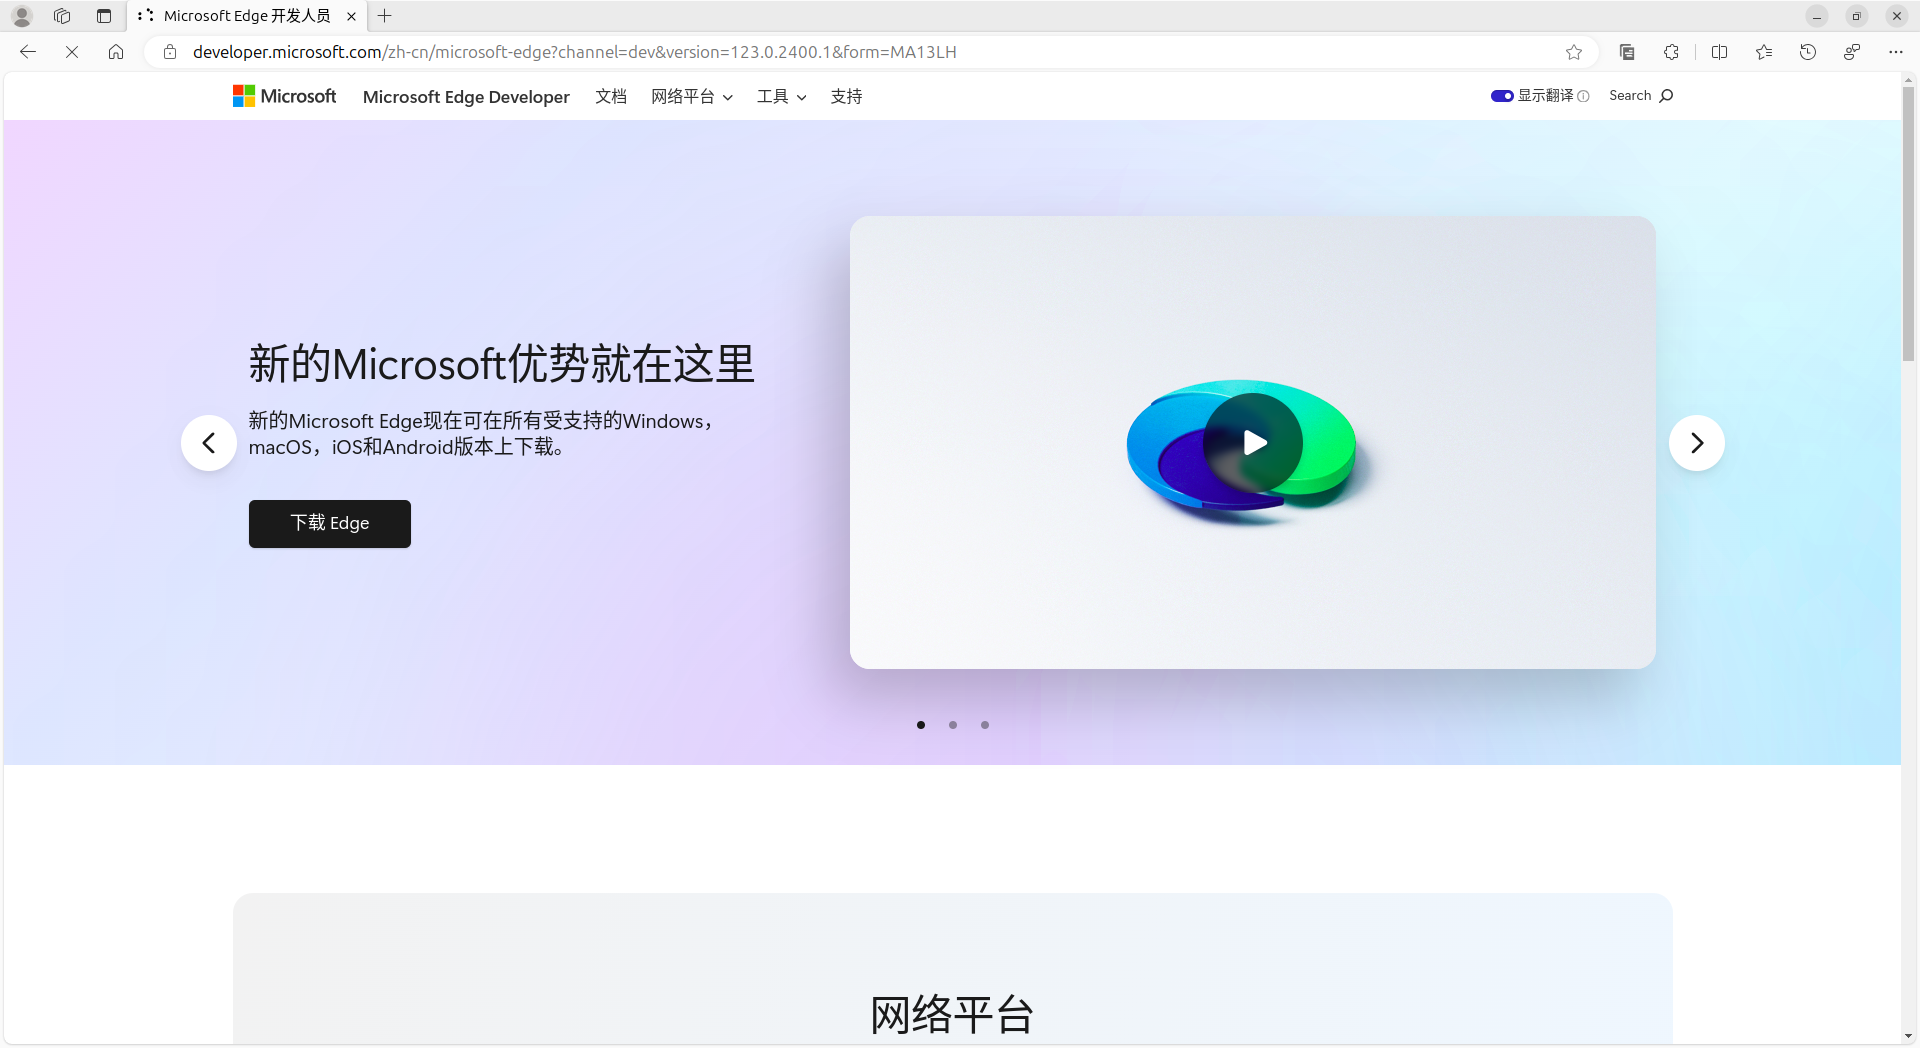 Microsoft Edge 开发人员
developer.microsoft.com/zh-cn/microsoft-edge?channel=dev&version=123.0.2400.1&form=MA13LH
Microsoft Microsoft Edge Developer 文档 网络平台 工具 支持 显示翻译 Search
新的Microsoft优势就在这里
新的Microsoft Edge现在可在所有受支持的Windows，
macOS，iOS和Android版本上下载。
下载 Edge
网络平台